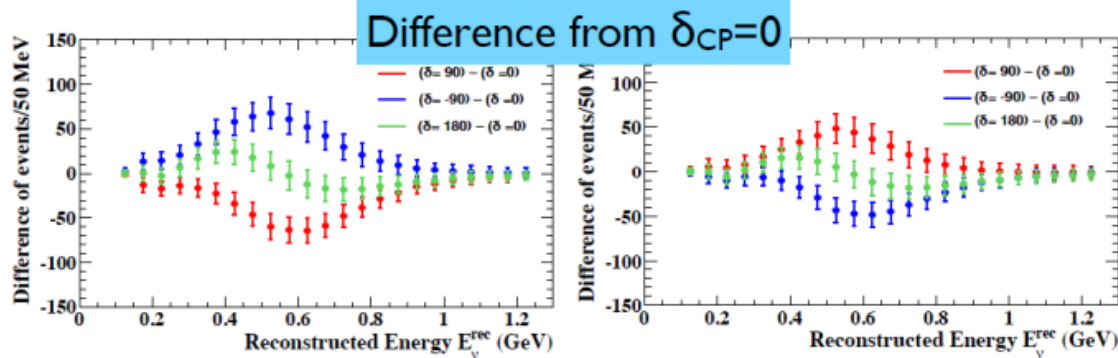 Difference from δCP=0
Difference of events/50 MeV
150
100
50
0
-50
-100
-150
(δ= 90) − (δ =0)
(δ= -90) − (δ =0)
(δ= 180) − (δ =0)
0 0.2 0.4 0.6 0.8 1 1.2
Reconstructed Energy Eνrec (GeV)
Difference of events/50 M
50
0
-50
-100
-150
(δ= 90) − (δ =0)
(δ= -90) − (δ =0)
(δ= 180) − (δ =0)
0 0.2 0.4 0.6 0.8 1 1.2
Reconstructed Energy Eνrec (GeV)